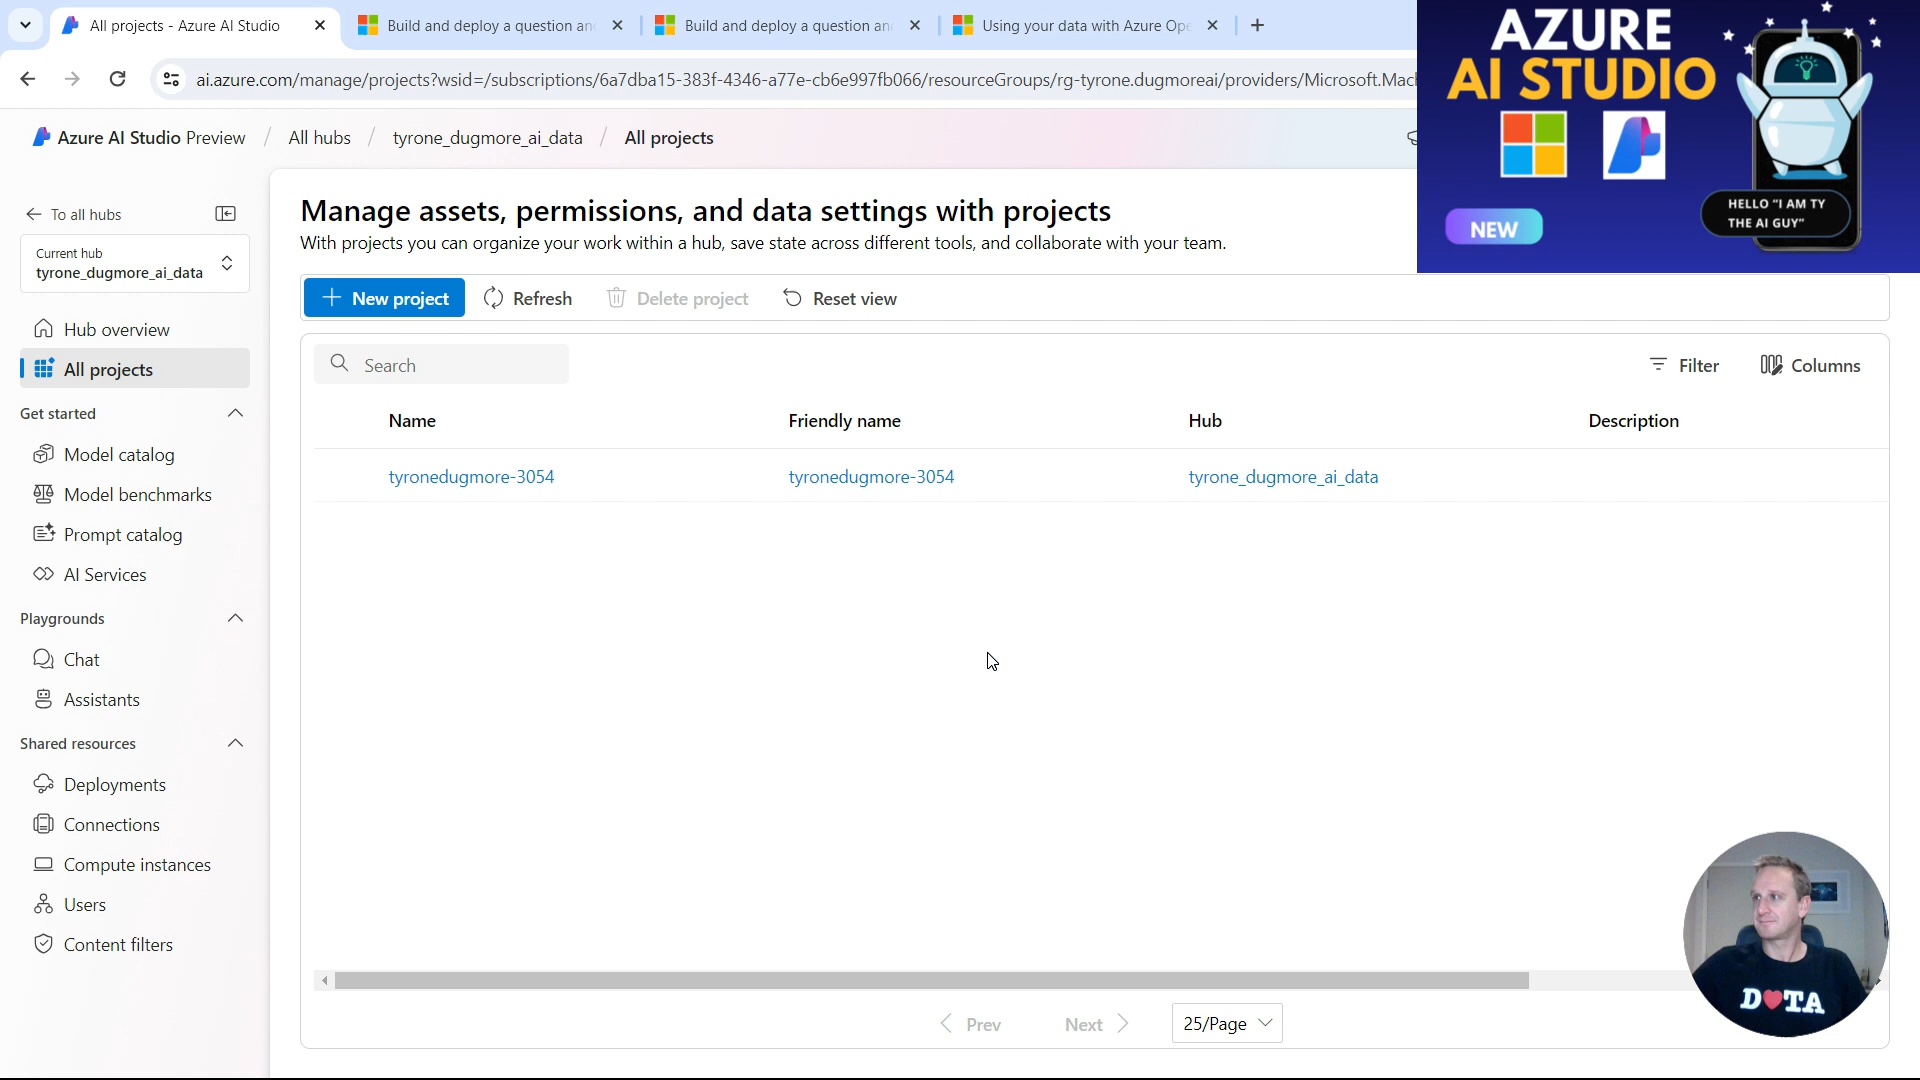 All projects - Azure AI Studio
Build and deploy a question an
Build and deploy a question an
Using your data with Azure Ope
ai.azure.com/manage/projects?wsid=/subscriptions/6a7dba15-383f-4346-a77e-cb6e997fb066/resourceGroups/rg-tyrone.dugmoreai/providers/Microsoft.Mac
AZURE
AI STUDIO
NEW
HELLO "I AM TY
THE AI GUY"
Azure AI Studio Preview / All hubs / tyrone_dugmore_ai_data / All projects
To all hubs
Current hub
tyrone_dugmore_ai_data
Hub overview
All projects
Get started
Model catalog
Model benchmarks
Prompt catalog
AI Services
Playgrounds
Chat
Assistants
Shared resources
Deployments
Connections
Compute instances
Users
Content filters
Manage assets, permissions, and data settings with projects
With projects you can organize your work within a hub, save state across different tools, and collaborate with your team.
New project Refresh Delete project Reset view
Search Filter Columns
Name Friendly name Hub Description
tyronedugmore-3054 tyronedugmore-3054 tyrone_dugmore_ai_data
Prev Next 25/Page
D❤TA